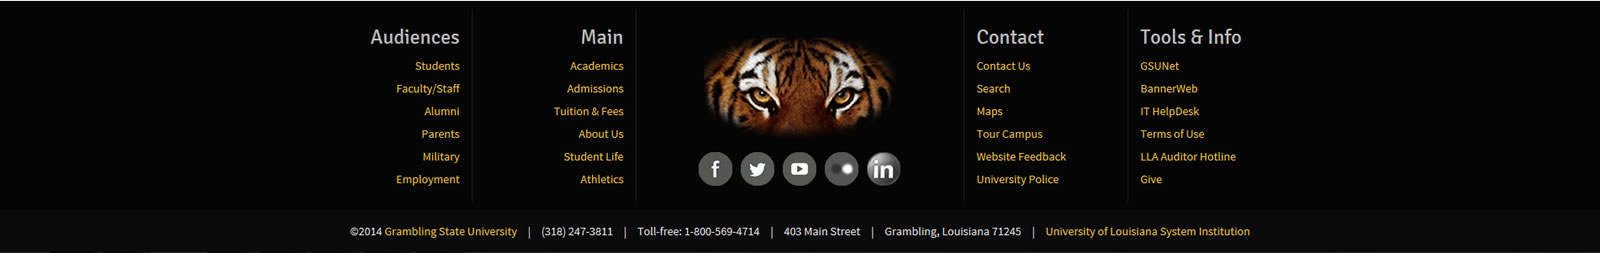 Audiences
Students
Faculty/Staff
Alumni
Parents
Military
Employment
Main
Academics
Admissions
Tuition & Fees
About Us
Student Life
Athletics
Contact
Contact Us
Search
Maps
Tour Campus
Website Feedback
University Police
Tools & Info
GSUNet
BannerWeb
IT HelpDesk
Terms of Use
LLA Auditor Hotline
Give
©2014 Grambling State University | (318) 247-3811 | Toll-free: 1-800-569-4714 | 403 Main Street | Grambling, Louisiana 71245 | University of Louisiana System Institution